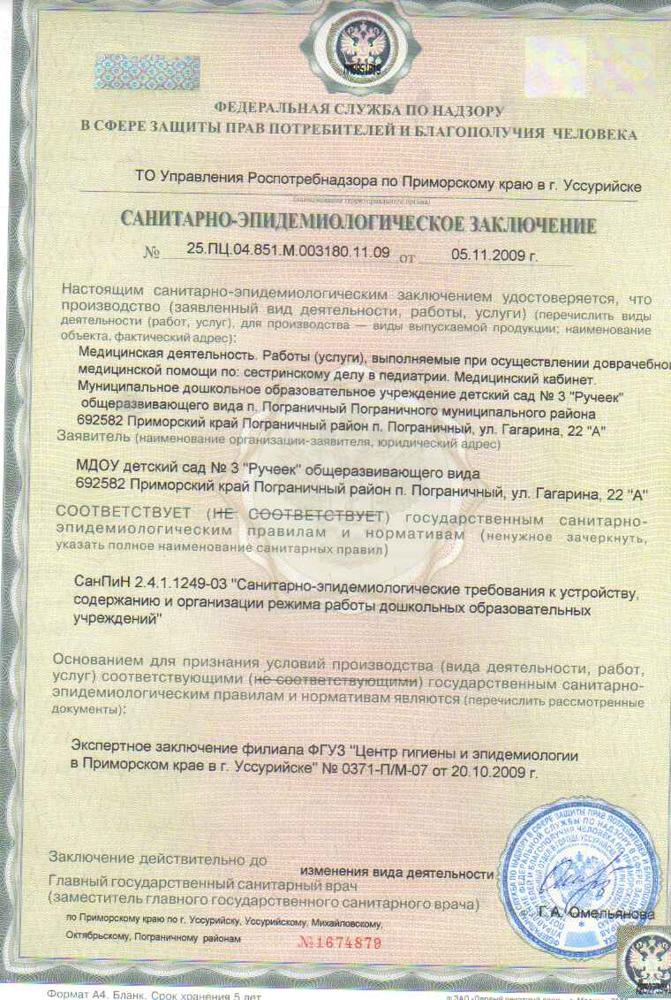 ФЕДЕРАЛЬНАЯ СЛУЖБА ПО НАДЗОРУ
В СФЕРЕ ЗАЩИТЫ ПРАВ ПОТРЕБИТЕЛЕЙ И БЛАГОПОЛУЧИЯ ЧЕЛОВЕКА
ТО Управления Роспотребнадзора по Приморскому краю в г. Уссурийске
(наименование территориального органа)
САНИТАРНО-ЭПИДЕМИОЛОГИЧЕСКОЕ ЗАКЛЮЧЕНИЕ
№ 25.ПЦ.04.851.М.003180.11.09 от 05.11.2009 г.
Настоящим санитарно-эпидемиологическим заключением удостоверяется, что
производство (заявленный вид деятельности, работы, услуги) (перечислить виды
деятельности (работ, услуг), для производства — виды выпускаемой продукции; наименование
объекта, фактический адрес):
Медицинская деятельность. Работы (услуги), выполняемые при осуществлении доврачебной
медицинской помощи по: сестринскому делу в педиатрии. Медицинский кабинет.
Муниципальное дошкольное образовательное учреждение детский сад № 3 "Ручеек"
общеразвивающего вида п. Пограничный Пограничного муниципального района
692582 Приморский край Пограничный район п. Пограничный, ул. Гагарина, 22 "А"
Заявитель (наименование организации-заявителя, юридический адрес)
МДОУ детский сад № 3 "Ручеек" общеразвивающего вида
692582 Приморский край Пограничный район п. Пограничный, ул. Гагарина, 22 "А"
СООТВЕТСТВУЕТ (НЕ СООТВЕТСТВУЕТ) государственным санитарно-
эпидемиологическим правилам и нормативам (ненужное зачеркнуть,
указать полное наименование санитарных правил)
СанПиН 2.4.1.1249-03 "Санитарно-эпидемиологические требования к устройству,
содержанию и организации режима работы дошкольных образовательных
учреждений"
Основанием для признания условий производства (вида деятельности, работ,
услуг) соответствующими (не соответствующими) государственным санитарно-
эпидемиологическим правилам и нормативам являются (перечислить рассмотренные
документы):
Экспертное заключение филиала ФГУЗ "Центр гигиены и эпидемиологии
в Приморском крае в г. Уссурийске" № 0371-П/М-07 от 20.10.2009 г.
Заключение действительно до изменения вида деятельности
Главный государственный санитарный врач
(заместитель главного государственного санитарного врача)
Г.А. Омельянова
по Приморскому краю по г. Уссурийску, Уссурийскому, Михайловскому,
Октябрьскому, Пограничному районам
№1674879
Формат А4. Бланк. Срок хранения 5 лет